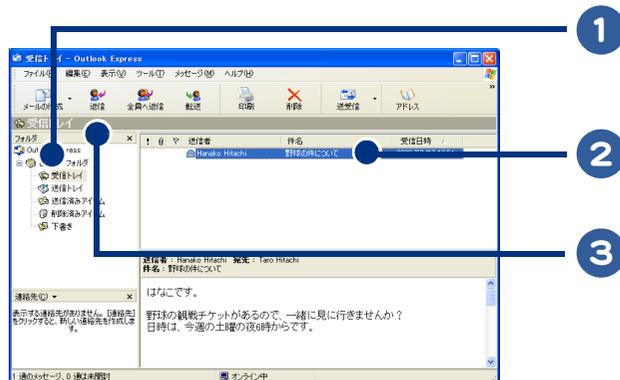 1
受信トレイ - Outlook Express
ファイル(F) 編集(E) 表示(V) ツール(T) メッセージ(M) ヘルプ(H)
メールの作成 返信 全員へ返信 転送 印刷 削除 送受信 アドレス
受信トレイ
フォルダ
! 送信者 件名 受信日時
Hanako Hitachi 野球の件について
2
フォルダ
受信トレイ
送信トレイ
送信済みアイテム
削除済みアイテム
下書き
3
送信者: Hanako Hitachi 宛先: Taro Hitachi
件名: 野球の件について
はなこです。
野球の観戦チケットがあるので、一緒に見に行きませんか?
日時は、今週の土曜の夜6時からです。
連絡先(C)
表示する連絡先がありません。[連絡先]
をクリックすると、新しい連絡先を作成しま
す。
1 通のメッセージ、0 通は未開封 オンライン中